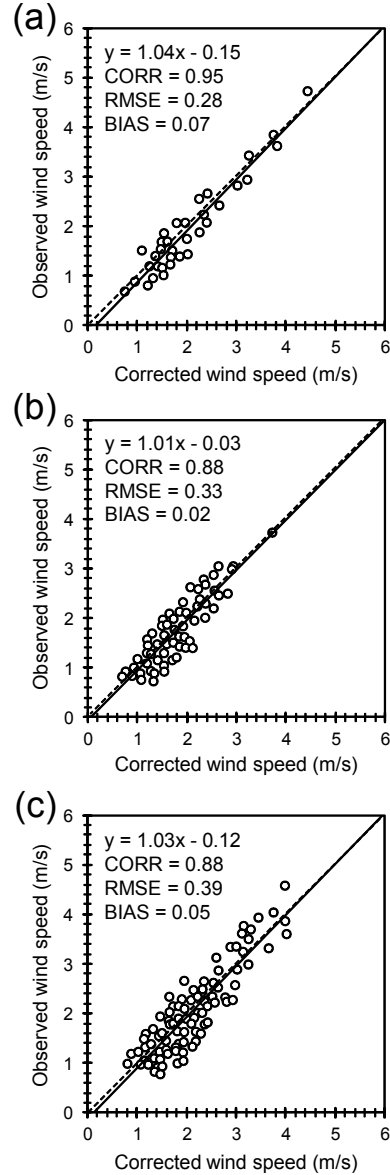 (a)
6
y = 1.04x - 0.15
CORR = 0.95
RMSE = 0.28
BIAS = 0.07
5
4
3
2
1
0
Observed wind speed (m/s)
0 1 2 3 4 5 6
Corrected wind speed (m/s)
(b)
6
y = 1.01x - 0.03
CORR = 0.88
RMSE = 0.33
BIAS = 0.02
5
4
3
2
1
0
Observed wind speed (m/s)
0 1 2 3 4 5 6
Corrected wind speed (m/s)
(c)
6
y = 1.03x - 0.12
CORR = 0.88
RMSE = 0.39
BIAS = 0.05
5
4
3
2
1
0
Observed wind speed (m/s)
0 1 2 3 4 5 6
Corrected wind speed (m/s)